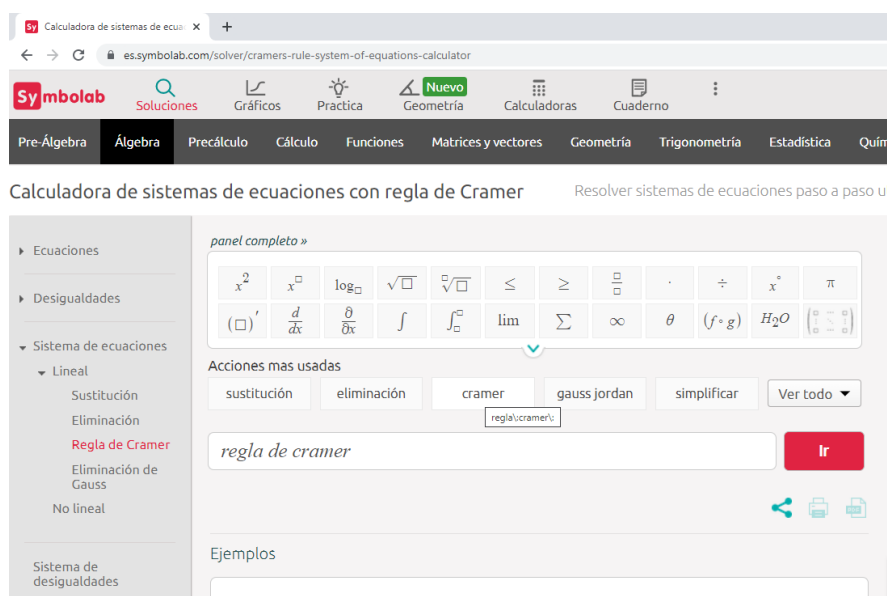 Sy Calculadora de sistemas de ecua
es.symbolab.com/solver/cramers-rule-system-of-equations-calculator
Symbolab
Soluciones
Gráficos
Practica
Nuevo
Geometría
Calculadoras
Cuaderno
Pre-Álgebra Álgebra Precálculo Cálculo Funciones Matrices y vectores Geometría Trigonometría Estadística Quím
Calculadora de sistemas de ecuaciones con regla de Cramer
Resolver sistemas de ecuaciones paso a paso u
Ecuaciones
Desigualdades
Sistema de ecuaciones
Lineal
Sustitución
Eliminación
Regla de Cramer
Eliminación de
Gauss
No lineal
Sistema de
desigualdades
panel completo »
x² x^□ log□ √□ □√□ ≤ ≥ □/□ · ÷ x° π
(□)′ d/dx ∂/∂x ∫ ∫□□ lim ∑ ∞ θ (f∘g) H₂O
Acciones mas usadas
sustitución eliminación cramer gauss jordan simplificar Ver todo
regla\:cramer\:
regla de cramer
Ir
Ejemplos